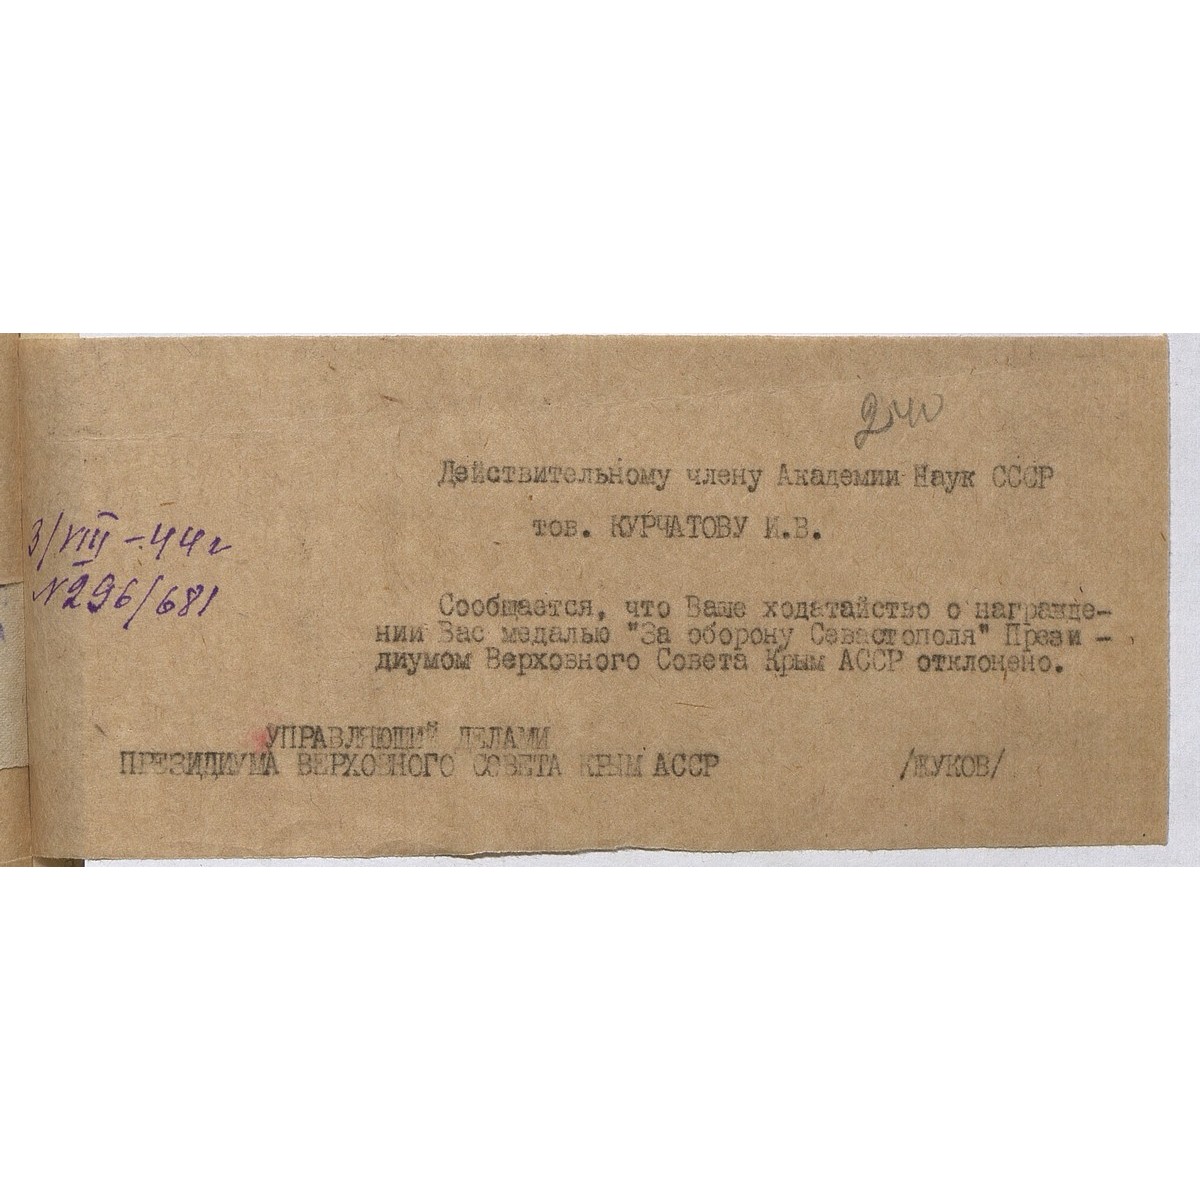 240
Действительному члену Академии Наук СССР
тов. КУРЧАТОВУ И.В.
3/VIII-44г
№296/681
Сообщается, что Ваше ходатайство о награжде-
нии Вас медалью "За оборону Севастополя" Прези -
диумом Верховного Совета Крым АССР отклонено.
УПРАВЛЯЮЩИЙ ДЕЛАМИ
ПРЕЗИДИУМА ВЕРХОВНОГО СОВЕТА КРЫМ АССР /ЖУКОВ/